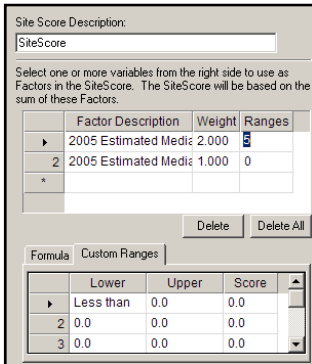 Site Score Description:
SiteScore
Select one or more variables from the right side to use as
Factors in the SiteScore. The SiteScore will be based on the
sum of these Factors.
Factor Description Weight Ranges
2005 Estimated Media 2.000 5
2 2005 Estimated Media 1.000 0
*
Delete Delete All
Formula Custom Ranges
Lower Upper Score
Less than 0.0 0.0
2 0.0 0.0 0.0
3 0.0 0.0 0.0